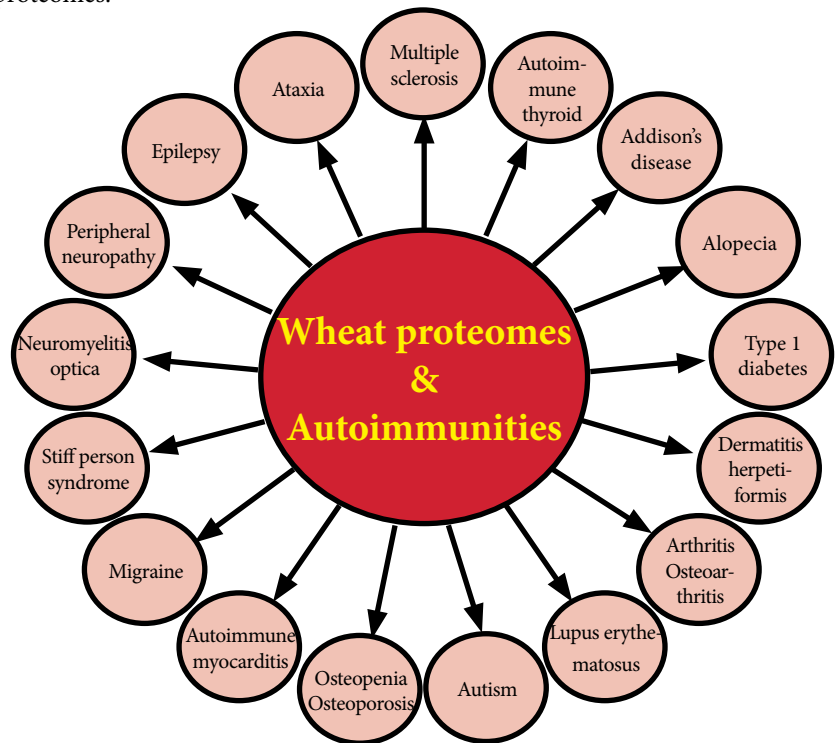 proteomes.
Multiple
sclerosis
Autoim-
mune
thyroid
Addison's
disease
Alopecia
Type 1
diabetes
Dermatitis
herpeti-
formis
Arthritis
Osteoar-
thritis
Lupus erythe-
matosus
Autism
Osteopenia
Osteoporosis
Autoimmune
myocarditis
Migraine
Stiff person
syndrome
Neuromyelitis
optica
Peripheral
neuropathy
Epilepsy
Ataxia
Wheat proteomes
&
Autoimmunities